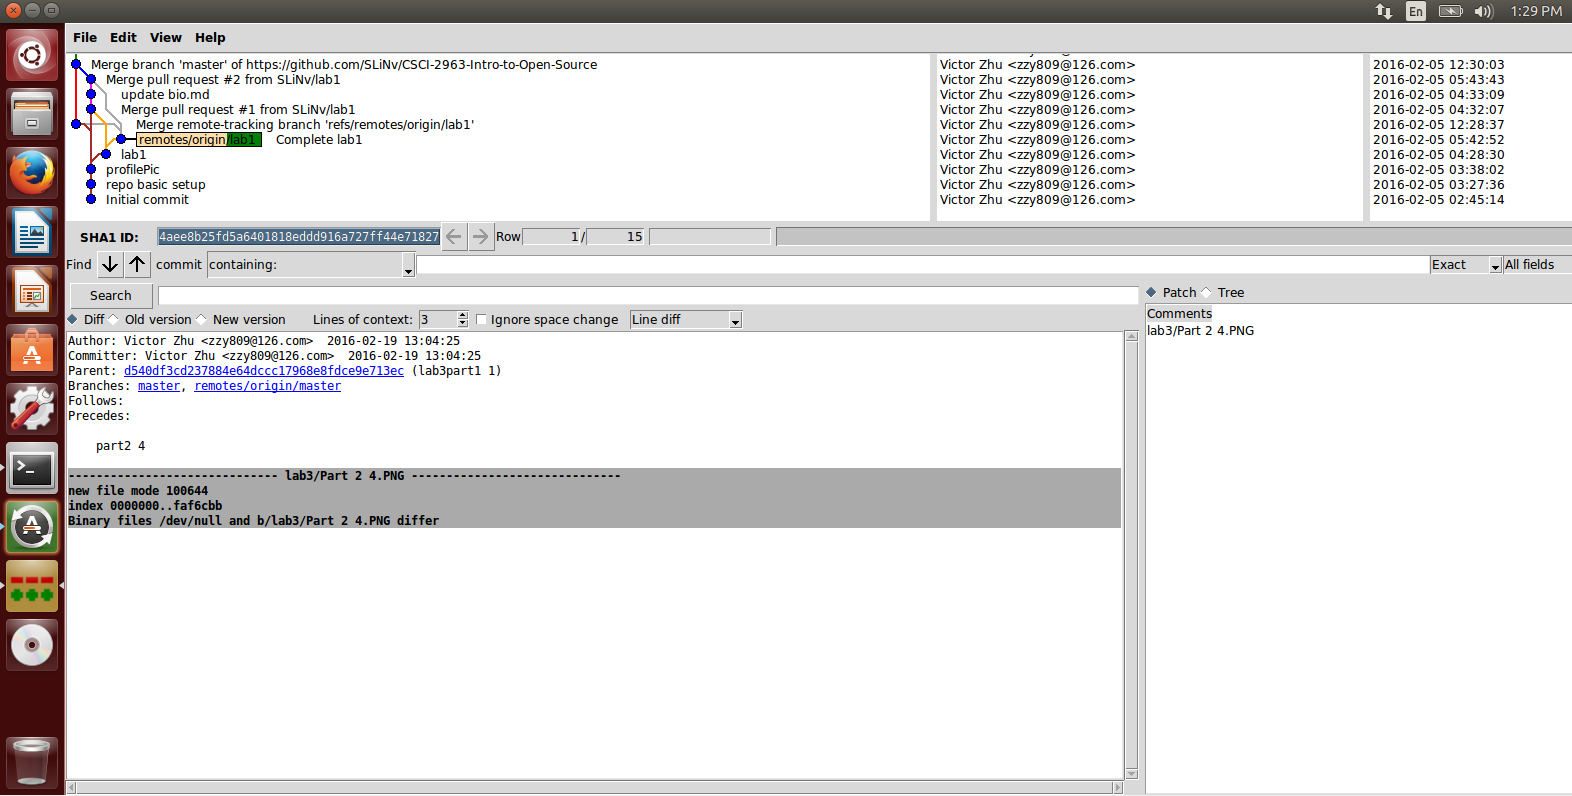 En 1:29 PM
File Edit View Help
Merge branch 'master' of https://github.com/SLiNv/CSCI-2963-Intro-to-Open-Source Victor Zhu <zzy809@126.com> 2016-02-05 12:30:03
Merge pull request #2 from SLiNv/lab1 Victor Zhu <zzy809@126.com> 2016-02-05 05:43:43
update bio.md Victor Zhu <zzy809@126.com> 2016-02-05 04:33:09
Merge pull request #1 from SLiNv/lab1 Victor Zhu <zzy809@126.com> 2016-02-05 04:32:07
Merge remote-tracking branch 'refs/remotes/origin/lab1' Victor Zhu <zzy809@126.com> 2016-02-05 12:28:37
remotes/origin/lab1 Complete lab1 Victor Zhu <zzy809@126.com> 2016-02-05 05:42:52
lab1 Victor Zhu <zzy809@126.com> 2016-02-05 04:28:30
profilePic Victor Zhu <zzy809@126.com> 2016-02-05 03:38:02
repo basic setup Victor Zhu <zzy809@126.com> 2016-02-05 03:27:36
Initial commit Victor Zhu <zzy809@126.com> 2016-02-05 02:45:14
SHA1 ID: 4aee8b25fd5a6401818eddd916a727ff44e71827 Row 1 / 15
Find commit containing: Exact All fields
Search
Diff Old version New version Lines of context: 3 Ignore space change Line diff
Author: Victor Zhu <zzy809@126.com> 2016-02-19 13:04:25
Committer: Victor Zhu <zzy809@126.com> 2016-02-19 13:04:25
Parent: d540df3cd237884e64dccc17968e8fdce9e713ec (lab3part1 1)
Branches: master, remotes/origin/master
Follows:
Precedes:
part2 4
------------------------------ lab3/Part 2 4.PNG ------------------------------
new file mode 100644
index 0000000..faf6cbb
Binary files /dev/null and b/lab3/Part 2 4.PNG differ
Patch Tree
Comments
lab3/Part 2 4.PNG